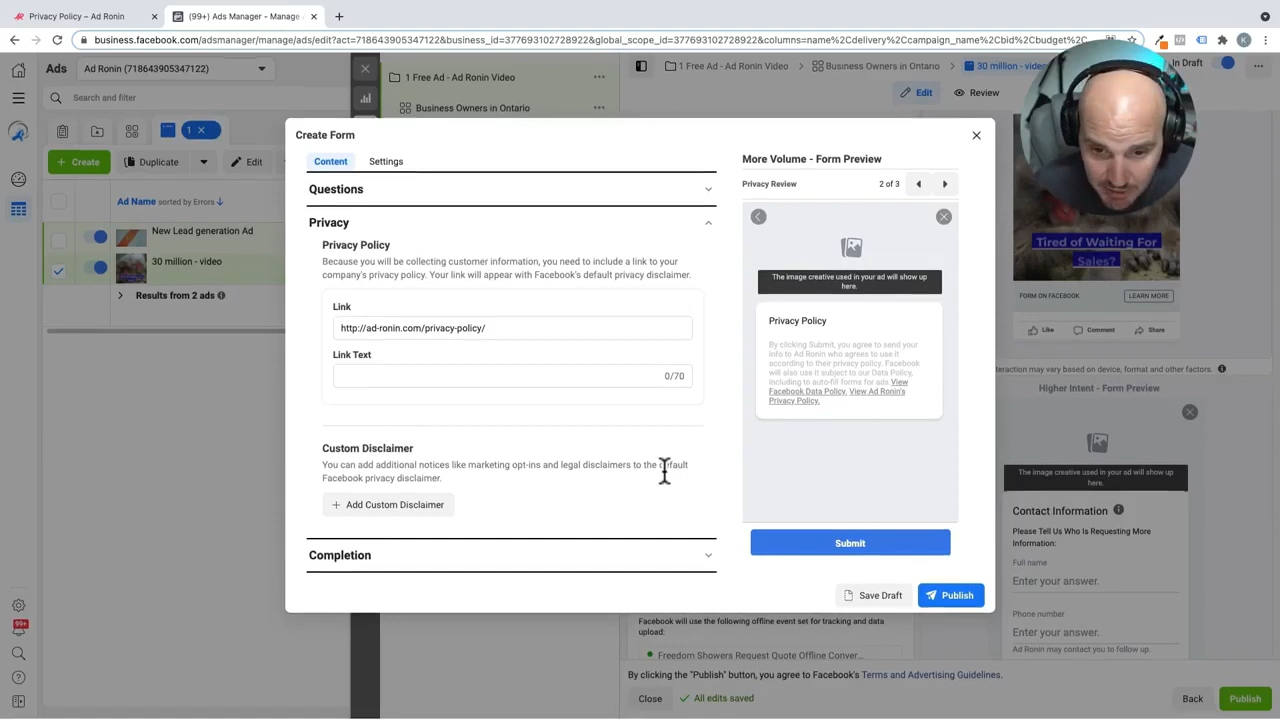 Privacy Policy – Ad Ronin
(99+) Ads Manager - Manage
business.facebook.com/adsmanager/manage/ads/edit?act=718643905347122&business_id=377693102728922&global_scope_id=377693102728922&columns=name%2Cdelivery%2Ccampaign_name%2Cbid%2Cbudget%2C
Ads
Ad Ronin (718643905347122)
Search and filter
1
Create
Duplicate
Edit
Ad Name sorted by Errors
New Lead generation Ad
30 million - video
Results from 2 ads
99+
1 Free Ad - Ad Ronin Video
Business Owners in Ontario
1 Free Ad - Ad Ronin Video
Business Owners in Ontario
30 million - video
In Draft
Edit
Review
Create Form
Content
Settings
Questions
Privacy
Privacy Policy
Because you will be collecting customer information, you need to include a link to your
company's privacy policy. Your link will appear with Facebook's default privacy disclaimer.
Link
http://ad-ronin.com/privacy-policy/
Link Text
0/70
Custom Disclaimer
You can add additional notices like marketing opt-ins and legal disclaimers to the default
Facebook privacy disclaimer.
Add Custom Disclaimer
Completion
More Volume - Form Preview
Privacy Review
2 of 3
The image creative used in your ad will show up
here.
Privacy Policy
By clicking Submit, you agree to send your
info to Ad Ronin who agrees to use it
according to their privacy policy. Facebook
will also use it subject to our Data Policy,
including to auto-fill forms for ads. View
Facebook Data Policy. View Ad Ronin's
Privacy Policy.
Submit
Save Draft
Publish
Tired of Waiting For
Sales?
FORM ON FACEBOOK
LEARN MORE
Like
Comment
Share
interaction may vary based on device, format and other factors.
Higher Intent - Form Preview
The image creative used in your ad will show up
here.
Contact Information
Please Tell Us Who Is Requesting More
Information:
Full name
Enter your answer.
Phone number
Enter your answer.
Ad Ronin may contact you to follow up.
Facebook will use the following offline event set for tracking and data
upload:
Freedom Showers Request Quote Offline Conver...
By clicking the "Publish" button, you agree to Facebook's Terms and Advertising Guidelines.
Close
All edits saved
Back
Publish